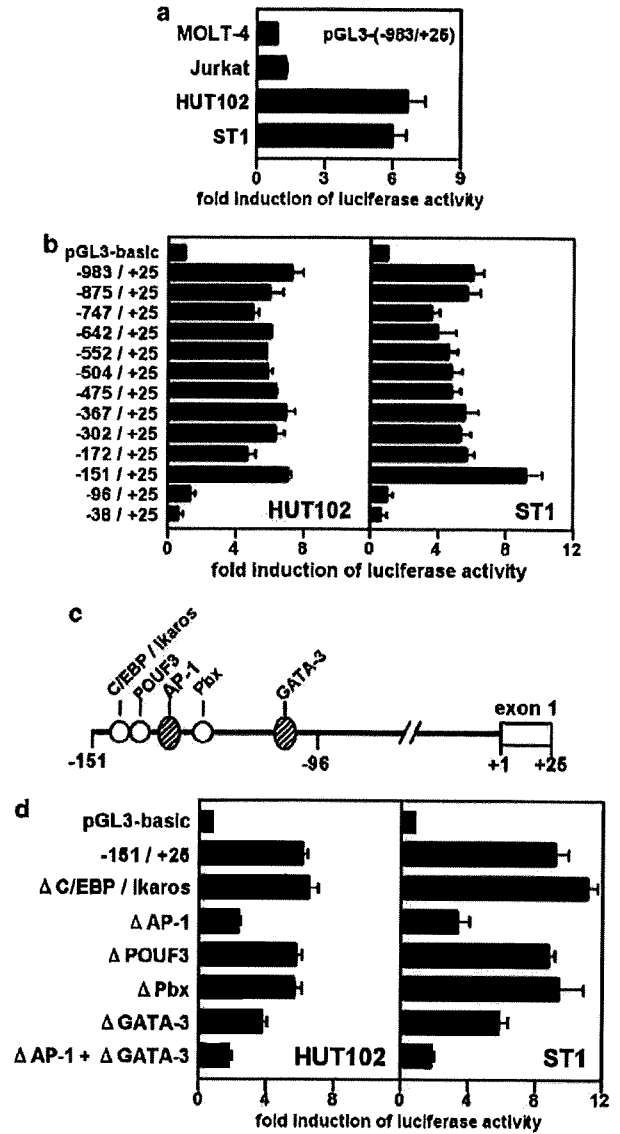 a
MOLT-4
pGL3-(-983/+25)
Jurkat
HUT102
ST1
0 3 6 9
fold induction of luciferase activity
b
pGL3-basic
-983 / +25
-875 / +25
-747 / +25
-642 / +25
-552 / +25
-504 / +25
-475 / +25
-367 / +25
-302 / +25
-172 / +25
-151 / +25
-96 / +25
-38 / +25
HUT102 ST1
0 4 8 0 4 8 12
fold induction of luciferase activity
c
C/EBP / Ikaros
POUF3
AP-1
Pbx
GATA-3
exon 1
-151 -96 +1 +25
d
pGL3-basic
-151 / +25
Δ C/EBP / Ikaros
Δ AP-1
Δ POUF3
Δ Pbx
Δ GATA-3
Δ AP-1 + Δ GATA-3
HUT102 ST1
0 4 8 0 4 8 12
fold induction of luciferase activity